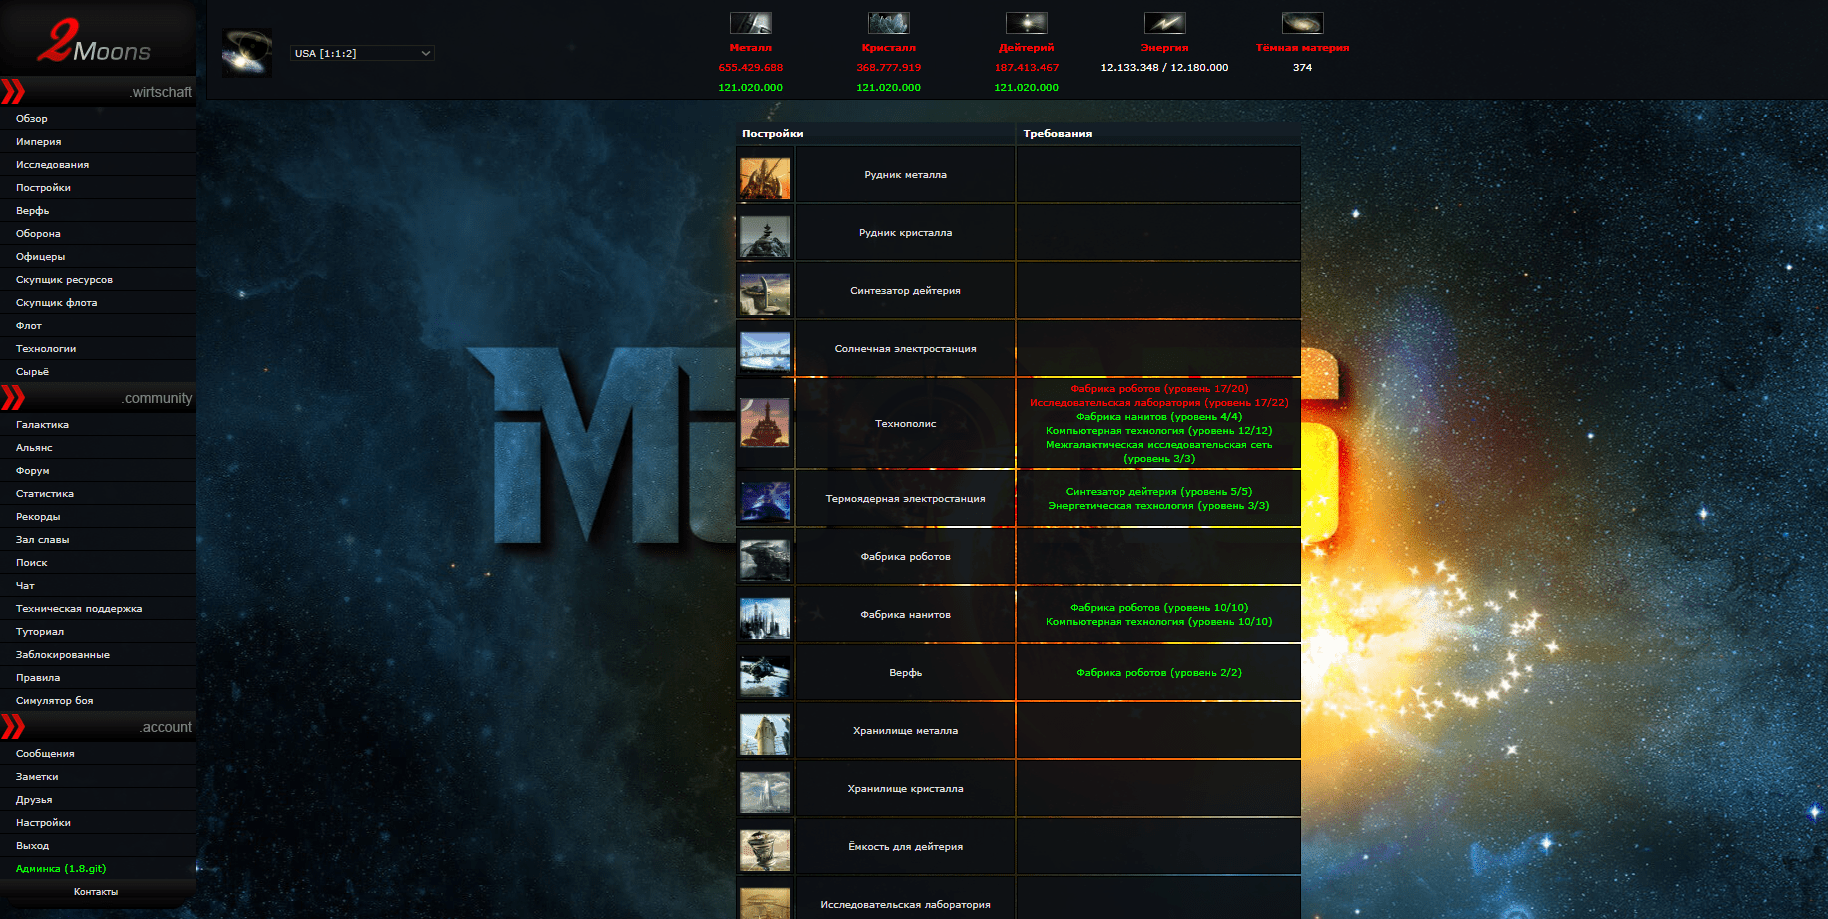 2Moons
.wirtschaft
Обзор
Империя
Исследования
Постройки
Верфь
Оборона
Офицеры
Скупщик ресурсов
Скупщик флота
Флот
Технологии
Сырьё
.community
Галактика
Альянс
Форум
Статистика
Рекорды
Зал славы
Поиск
Чат
Техническая поддержка
Туториал
Заблокированные
Правила
Симулятор боя
.account
Сообщения
Заметки
Друзья
Настройки
Выход
Админка (1.8.git)
Контакты
USA [1:1:2]
Металл
655.429.688
121.020.000
Кристалл
368.777.919
121.020.000
Дейтерий
187.413.467
121.020.000
Энергия
12.133.348 / 12.180.000
Тёмная материя
374
Постройки Требования
Рудник металла
Рудник кристалла
Синтезатор дейтерия
Солнечная электростанция
Технополис
Фабрика роботов (уровень 17/20)
Исследовательская лаборатория (уровень 17/22)
Фабрика нанитов (уровень 4/4)
Компьютерная технология (уровень 12/12)
Межгалактическая исследовательская сеть
(уровень 3/3)
Термоядерная электростанция
Синтезатор дейтерия (уровень 5/5)
Энергетическая технология (уровень 3/3)
Фабрика роботов
Фабрика нанитов
Фабрика роботов (уровень 10/10)
Компьютерная технология (уровень 10/10)
Верфь
Фабрика роботов (уровень 2/2)
Хранилище металла
Хранилище кристалла
Ёмкость для дейтерия
Исследовательская лаборатория